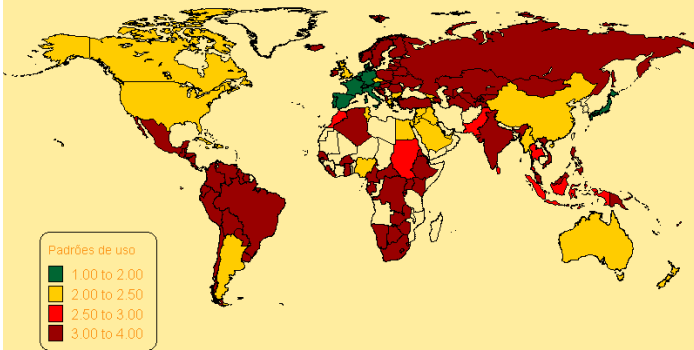 Padrões de uso
1.00 to 2.00
2.00 to 2.50
2.50 to 3.00
3.00 to 4.00